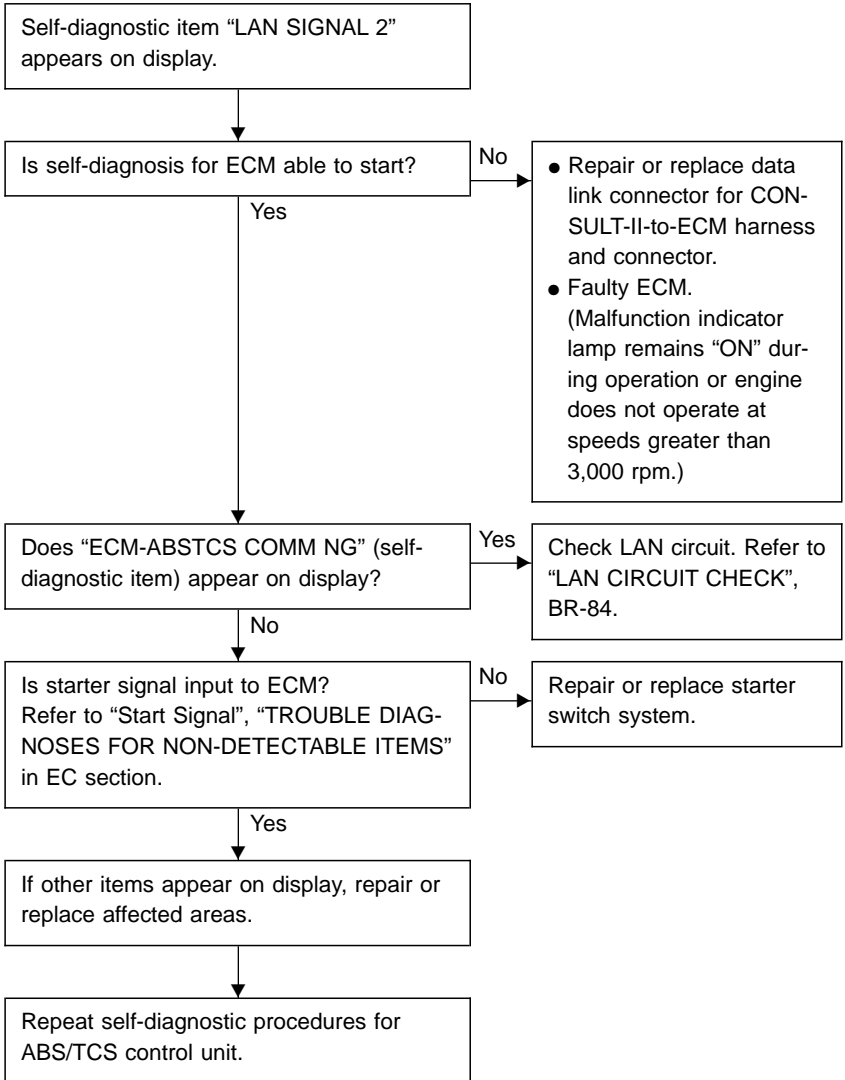 Self-diagnostic item “LAN SIGNAL 2”
appears on display.
Is self-diagnosis for ECM able to start?
No
● Repair or replace data
link connector for CON-
SULT-II-to-ECM harness
and connector.
● Faulty ECM.
(Malfunction indicator
lamp remains “ON” dur-
ing operation or engine
does not operate at
speeds greater than
3,000 rpm.)
Yes
Does “ECM-ABSTCS COMM NG” (self-
diagnostic item) appear on display?
Yes
Check LAN circuit. Refer to
“LAN CIRCUIT CHECK”,
BR-84.
No
Is starter signal input to ECM?
Refer to “Start Signal”, “TROUBLE DIAG-
NOSES FOR NON-DETECTABLE ITEMS”
in EC section.
No
Repair or replace starter
switch system.
Yes
If other items appear on display, repair or
replace affected areas.
Repeat self-diagnostic procedures for
ABS/TCS control unit.